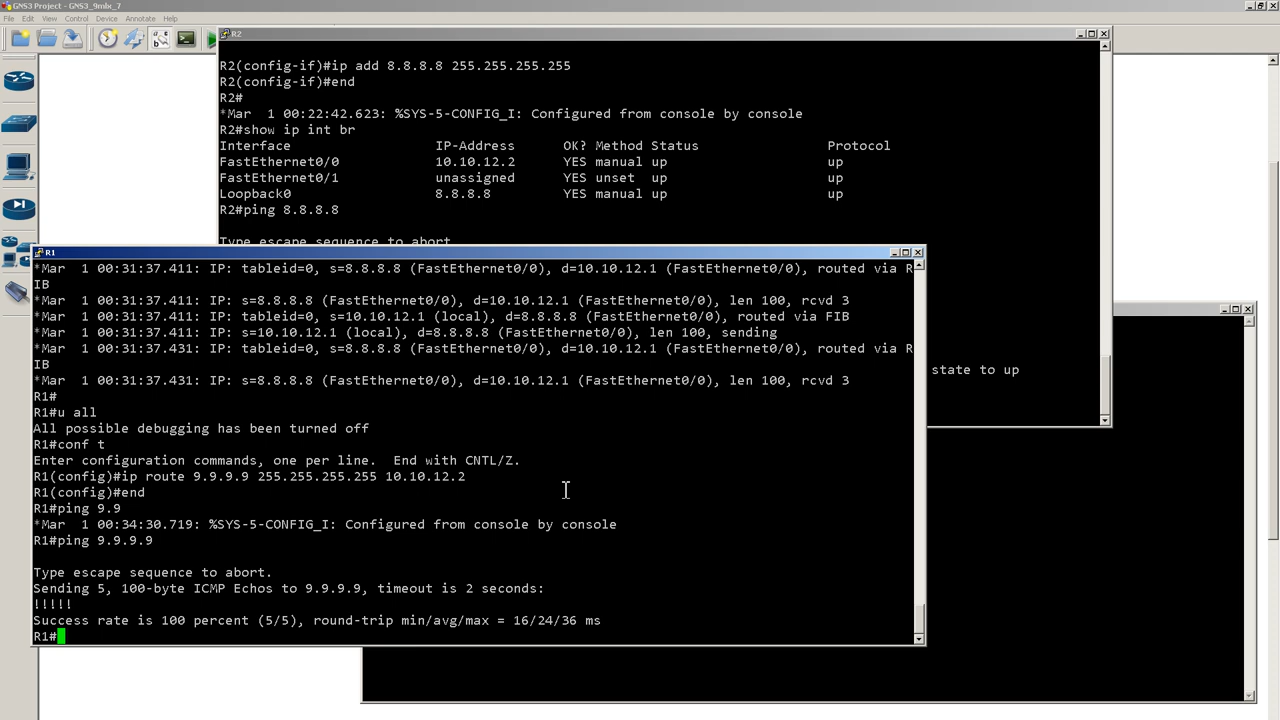 GNS3 Project - GNS3_9mlx_7
File Edit View Control Device Annotate Help
R2
R2(config-if)#ip add 8.8.8.8 255.255.255.255
R2(config-if)#end
R2#
*Mar  1 00:22:42.623: %SYS-5-CONFIG_I: Configured from console by console
R2#show ip int br
Interface                  IP-Address      OK? Method Status                Protocol
FastEthernet0/0            10.10.12.2      YES manual up                    up
FastEthernet0/1            unassigned      YES unset  up                    up
Loopback0                  8.8.8.8         YES manual up                    up
R2#ping 8.8.8.8
Type escape sequence to abort
R1
*Mar  1 00:31:37.411: IP: tableid=0, s=8.8.8.8 (FastEthernet0/0), d=10.10.12.1 (FastEthernet0/0), routed via R
IB
*Mar  1 00:31:37.411: IP: s=8.8.8.8 (FastEthernet0/0), d=10.10.12.1 (FastEthernet0/0), len 100, rcvd 3
*Mar  1 00:31:37.411: IP: tableid=0, s=10.10.12.1 (local), d=8.8.8.8 (FastEthernet0/0), routed via FIB
*Mar  1 00:31:37.411: IP: s=10.10.12.1 (local), d=8.8.8.8 (FastEthernet0/0), len 100, sending
*Mar  1 00:31:37.431: IP: tableid=0, s=8.8.8.8 (FastEthernet0/0), d=10.10.12.1 (FastEthernet0/0), routed via R
IB
*Mar  1 00:31:37.431: IP: s=8.8.8.8 (FastEthernet0/0), d=10.10.12.1 (FastEthernet0/0), len 100, rcvd 3
R1#
R1#u all
All possible debugging has been turned off
R1#conf t
Enter configuration commands, one per line.  End with CNTL/Z.
R1(config)#ip route 9.9.9.9 255.255.255.255 10.10.12.2
R1(config)#end
R1#ping 9.9
*Mar  1 00:34:30.719: %SYS-5-CONFIG_I: Configured from console by console
R1#ping 9.9.9.9
Type escape sequence to abort.
Sending 5, 100-byte ICMP Echos to 9.9.9.9, timeout is 2 seconds:
!!!!!
Success rate is 100 percent (5/5), round-trip min/avg/max = 16/24/36 ms
R1#
state to up